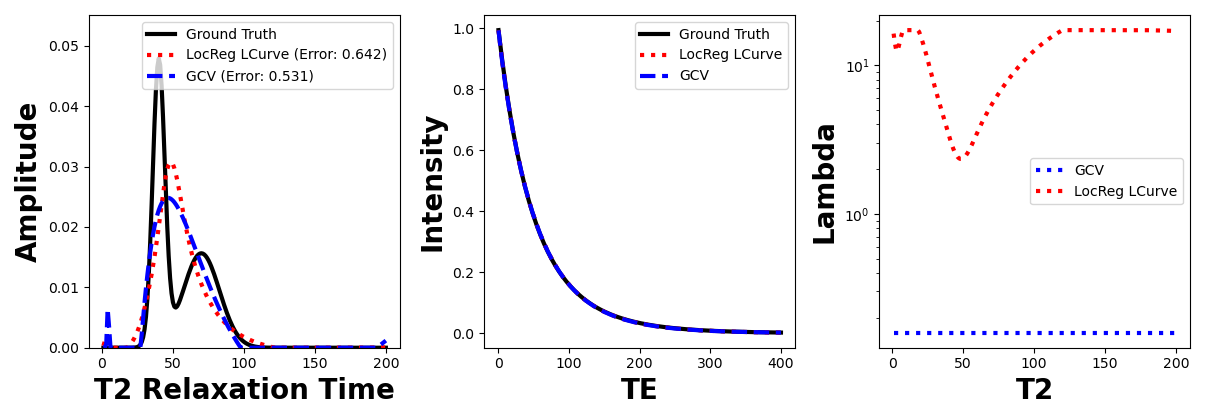 Ground Truth
LocReg LCurve (Error: 0.642)
GCV (Error: 0.531)
Amplitude
0.05
0.04
0.03
0.02
0.01
0.00
0
50
100
150
200
T2 Relaxation Time
Ground Truth
LocReg LCurve
GCV
Intensity
1.0
0.8
0.6
0.4
0.2
0.0
0
100
200
300
400
TE
GCV
LocReg LCurve
Lambda
10¹
10⁰
0
50
100
150
200
T2